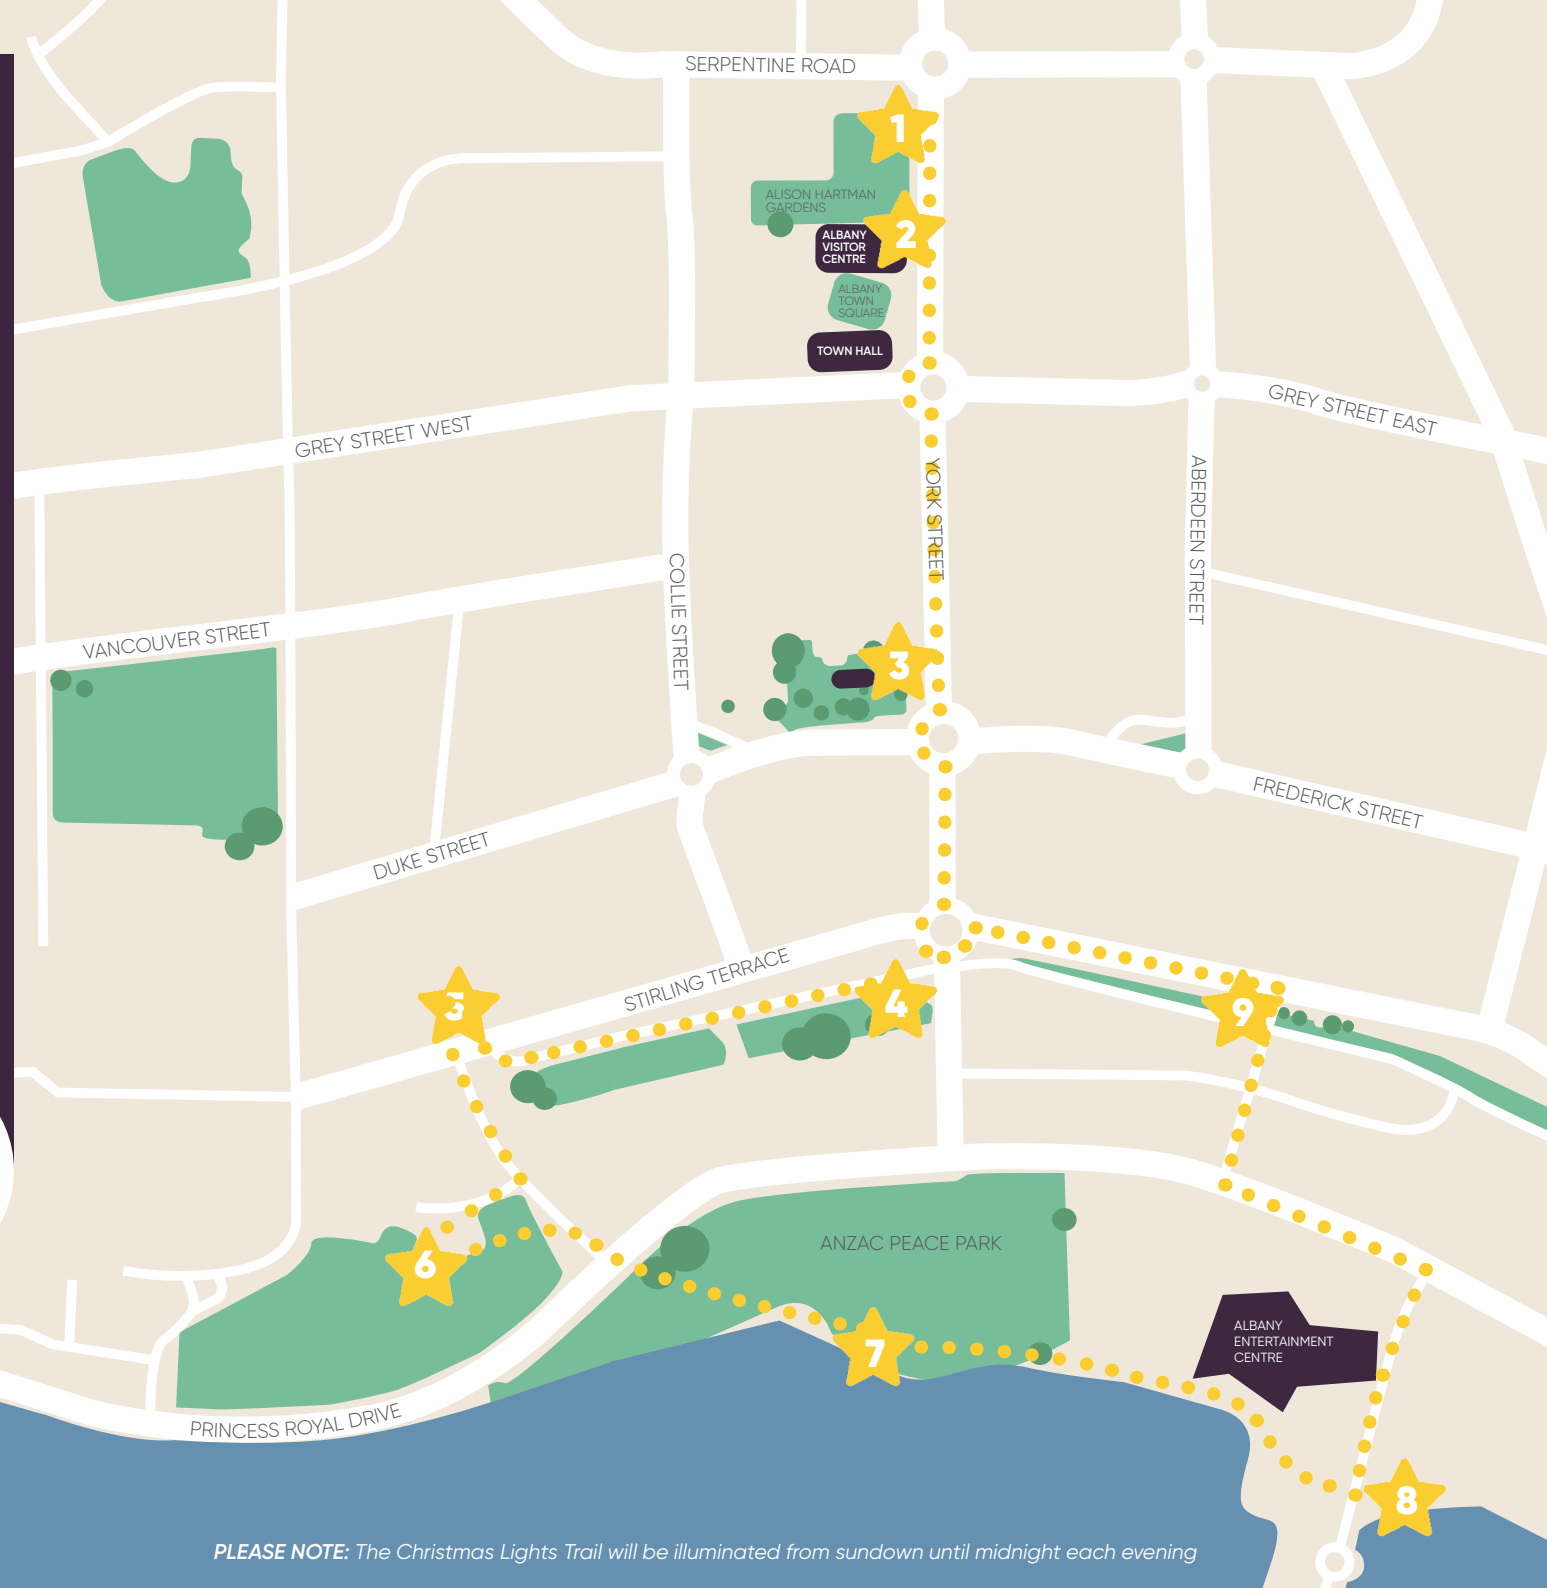 SERPENTINE ROAD
1
ALISON HARTMAN
GARDENS
2
ALBANY
VISITOR
CENTRE
ALBANY
TOWN
SQUARE
TOWN HALL
GREY STREET WEST
GREY STREET EAST
YORK STREET
ABERDEEN STREET
COLLIE STREET
VANCOUVER STREET
3
FREDERICK STREET
DUKE STREET
STIRLING TERRACE
5
4
9
6
ANZAC PEACE PARK
7
ALBANY
ENTERTAINMENT
CENTRE
PRINCESS ROYAL DRIVE
8
PLEASE NOTE: The Christmas Lights Trail will be illuminated from sundown until midnight each evening